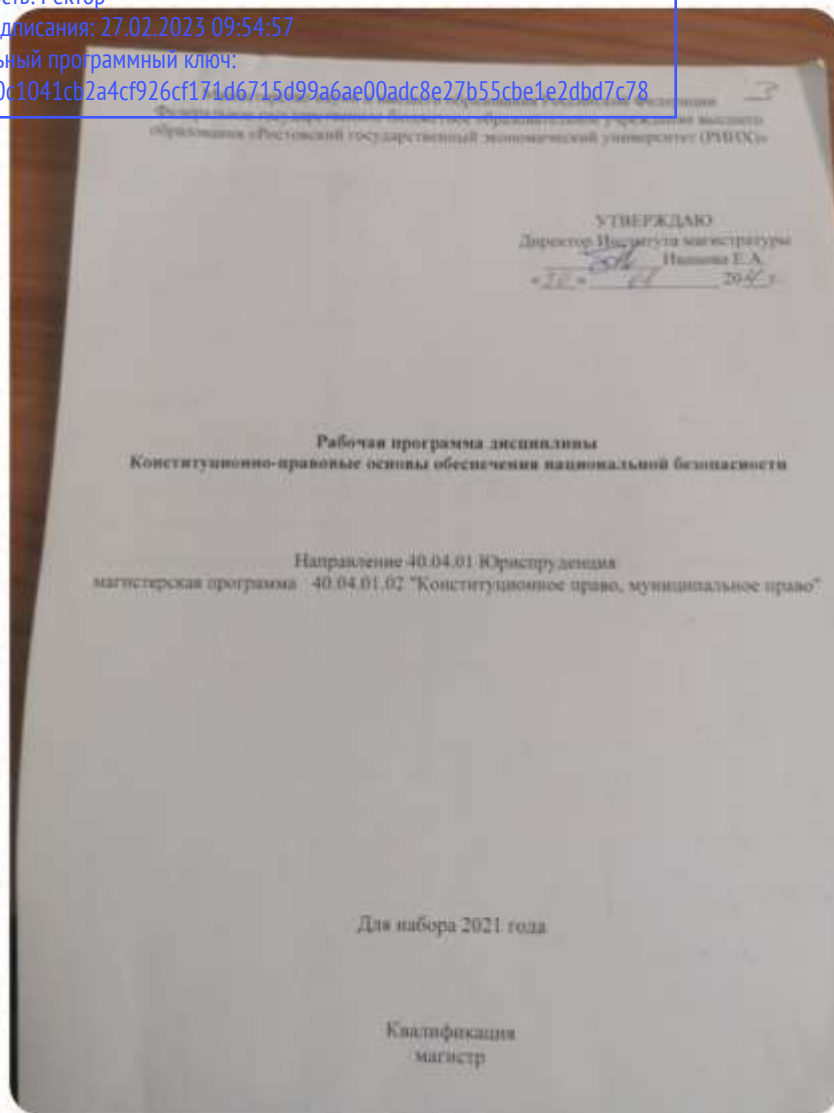 дписания: 27.02.2023 09:54:57
ьный программный ключ:
0c1041cb2a4cf926cf171d6715d99a6ae00adc8e27b55cbe1e2dbd7c78
3
Федеральное государственное бюджетное образовательное учреждение высшего
образования «Ростовский государственный экономический университет (РИНХ)»
УТВЕРЖДАЮ
Директор Института магистратуры
Иванова Е.А.
Рабочая программа дисциплины
Конституционно-правовые основы обеспечения национальной безопасности
Направление 40.04.01 Юриспруденция
магистерская программа 40.04.01.02 "Конституционное право, муниципальное право"
Для набора 2021 года
Квалификация
магистр